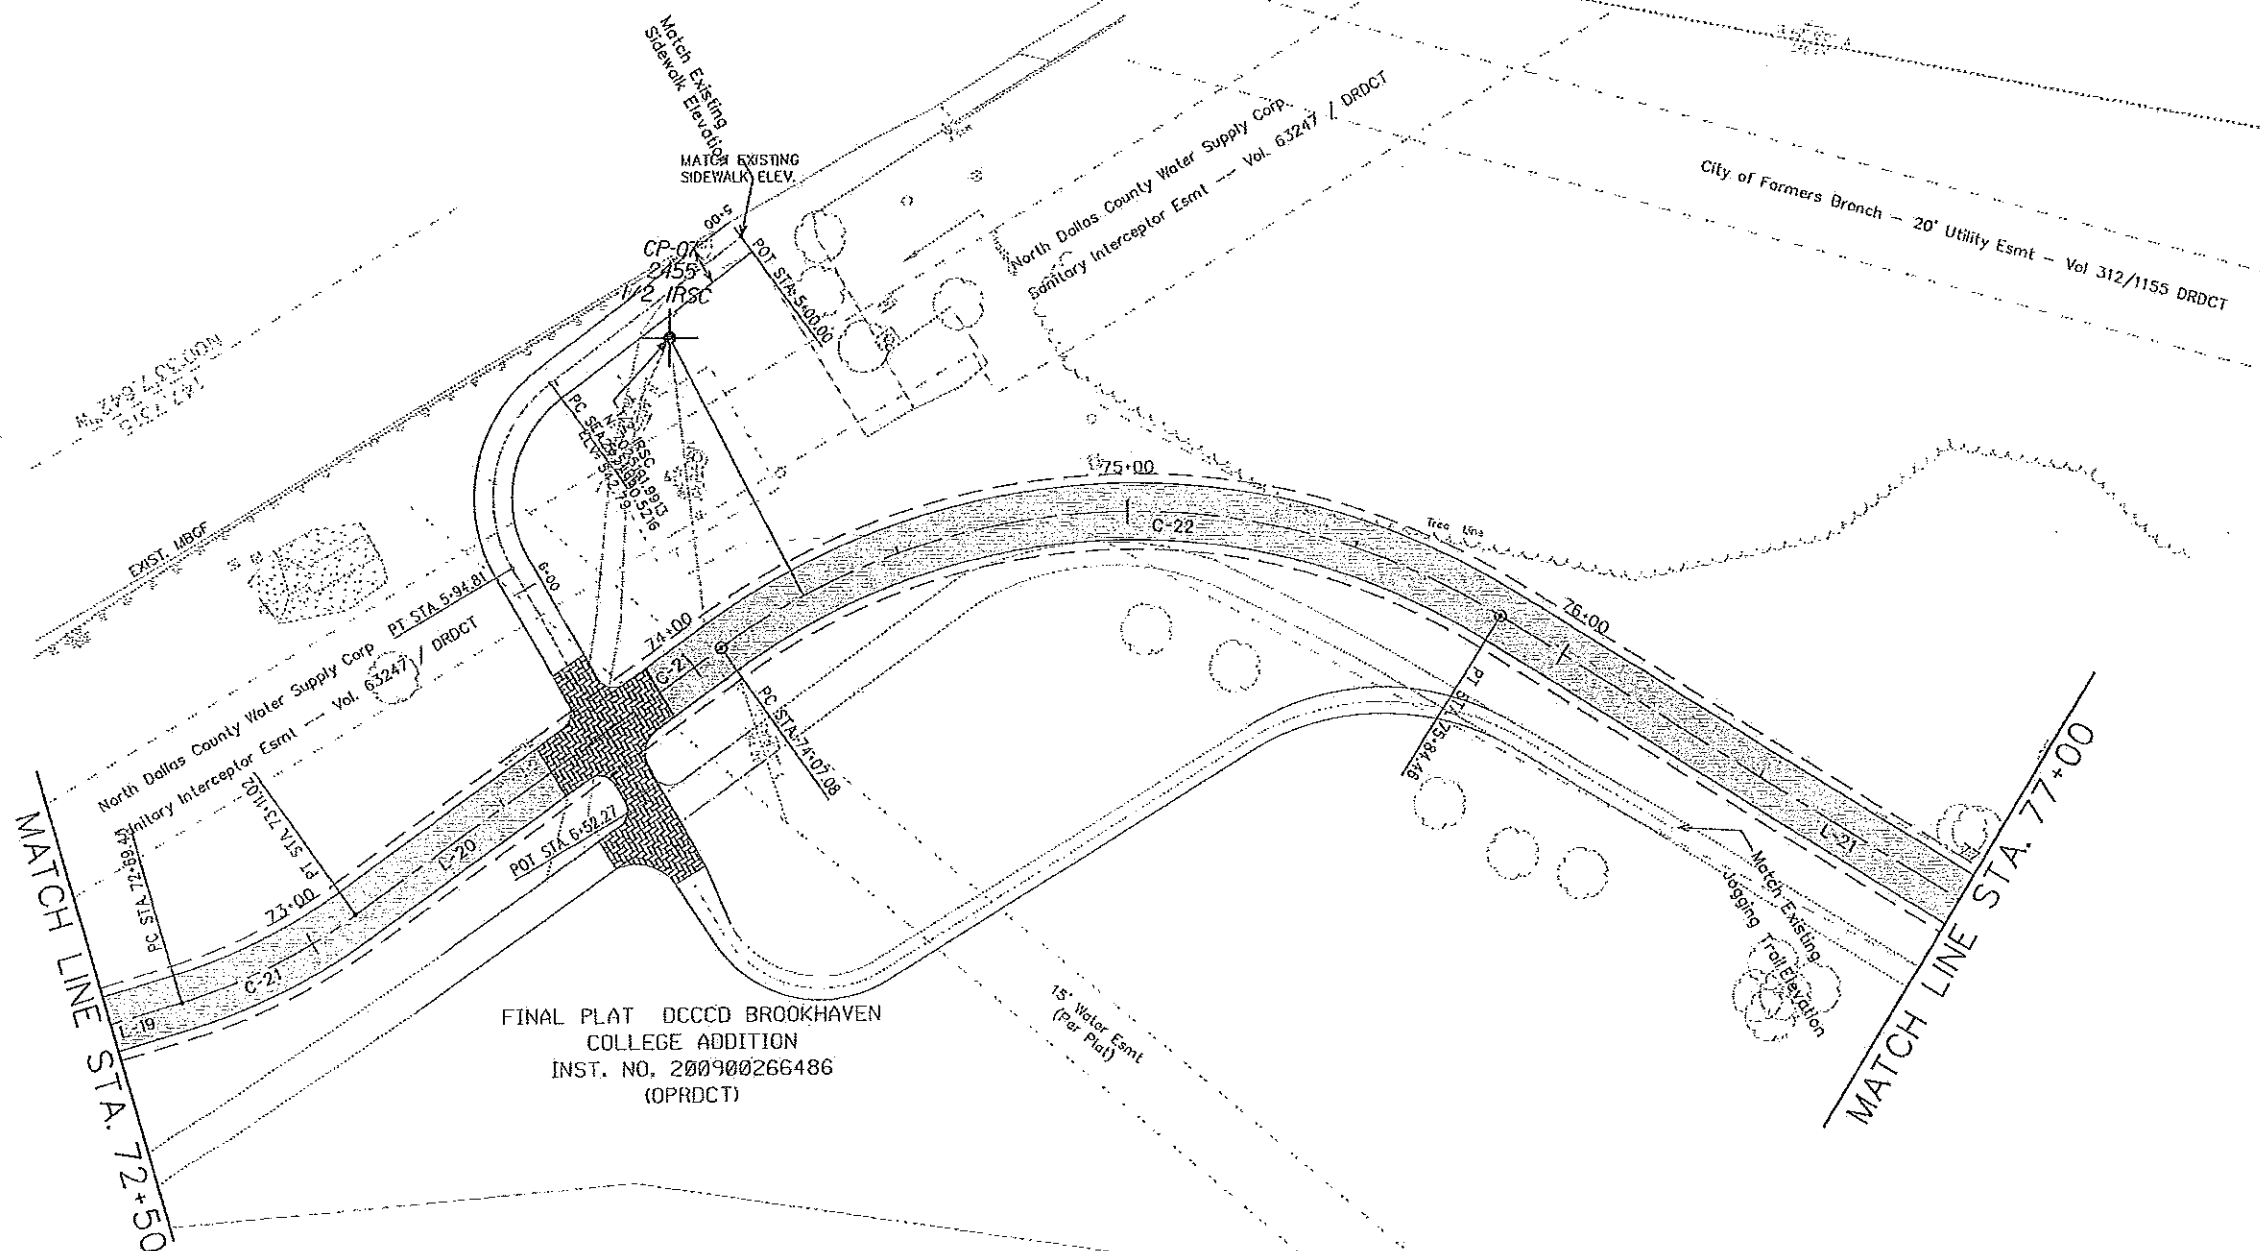 Match Existing
Sidewalk Elevation
MATCH EXISTING
SIDEWALK ELEV.
5+00
CP-07
2455
1/2 IRSC
POT STA. 5+00.00
North Dallas County Water Supply Corp.
Sanitary Interceptor Esmt -- Vol. 63247 / DRDCT
City of Farmers Branch - 20' Utility Esmt - Vol 312/1155 DRDCT
EXIST. MBGF
PT STA. 5+94.81
6+00
North Dallas County Water Supply Corp
Sanitary Interceptor Esmt -- Vol. 63247 / DRDCT
75+00
C-22
Tree Line
74+00
C-21
PC STA. 74+07.08
76+00
PT STA. 75+84.46
L-21
MATCH LINE STA. 77+00
Match Existing
Jogging Trail Elevation
MATCH LINE STA. 72+50
PC STA. 72+69.45
PT STA. 73+11.02
73+00
L-20
POT STA. 6+52.27
C-21
L-19
FINAL PLAT DCCCD BROOKHAVEN
COLLEGE ADDITION
INST. NO. 200900266486
(OPRDCT)
15' Water Esmt
(Per Plat)